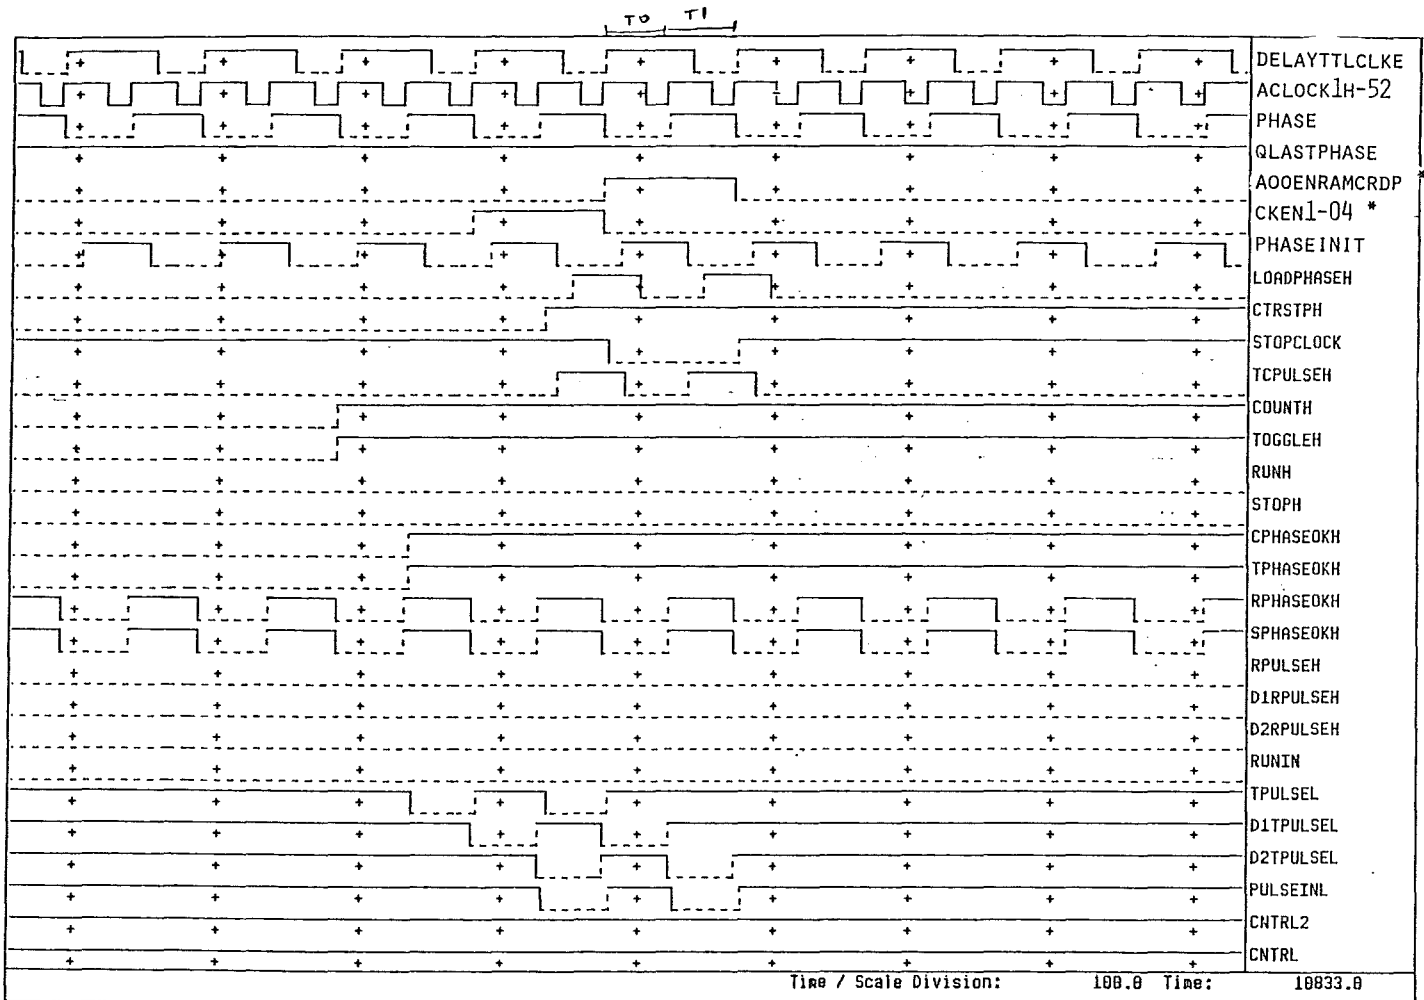 T0 T1
DELAYTTLCLKE
ACLOCK1H-52
PHASE
QLASTPHASE
AOOENRAMCRDP *
CKEN1-04 *
PHASEINIT
LOADPHASEH
CTRSTPH
STOPCLOCK
TCPULSEH
COUNTH
TOGGLEH
RUNH
STOPH
CPHASEOKH
TPHASEOKH
RPHASEOKH
SPHASEOKH
RPULSEH
D1RPULSEH
D2RPULSEH
RUNIN
TPULSEL
D1TPULSEL
D2TPULSEL
PULSEINL
CNTRL2
CNTRL
Time / Scale Division: 100.0 Time: 10033.0